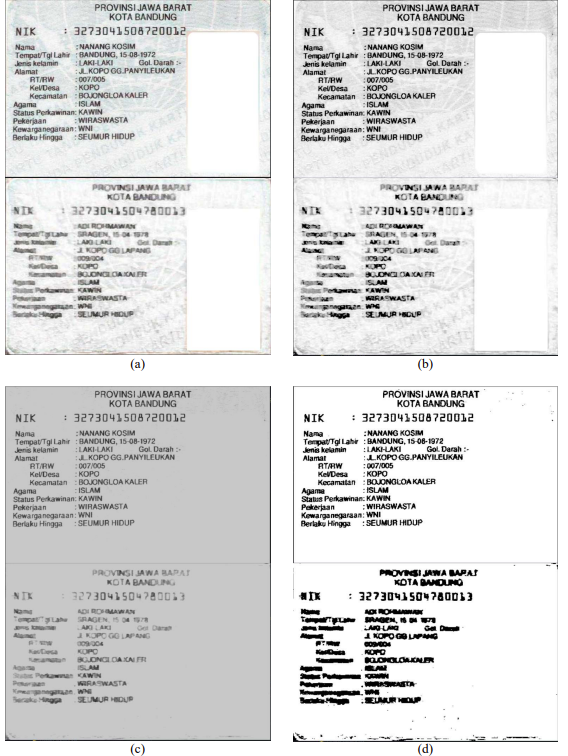 PROVINSI JAWA BARAT
KOTA BANDUNG
NIK : 3273041508720012
Nama : NANANG KOSIM
Tempat/Tgl Lahir : BANDUNG, 15-08-1972
Jenis kelamin : LAKI-LAKI Gol. Darah :-
Alamat : JL.KOPO GG.PANYILEUKAN
RT/RW : 007/005
Kel/Desa : KOPO
Kecamatan : BOJONGLOA KALER
Agama : ISLAM
Status Perkawinan: KAWIN
Pekerjaan : WIRASWASTA
Kewarganegaraan: WNI
Berlaku Hingga : SEUMUR HIDUP
PROVINSI JAWA BARAT
KOTA BANDUNG
NIK : 3273041504780013
Nama : ADI ROHMAWAN
Tempat/Tgl Lahir : SRAGEN, 15 04 1978
Jenis Kelamin : LAKI-LAKI Gol. Darah :-
Alamat : JL KOPO GG LAPANG
RT/RW : 009/004
Kel/Desa : KOPO
Kecamatan : BOJONGLOA KALER
Agama : ISLAM
Status Perkawinan: KAWIN
Pekerjaan : WIRASWASTA
Kewarganegaraan: WNI
Berlaku Hingga : SEUMUR HIDUP
(a)
PROVINSI JAWA BARAT
KOTA BANDUNG
NIK : 3273041508720012
Nama : NANANG KOSIM
Tempat/Tgl Lahir : BANDUNG, 15-08-1972
Jenis kelamin : LAKI-LAKI Gol. Darah :-
Alamat : JL.KOPO GG.PANYILEUKAN
RT/RW : 007/005
Kel/Desa : KOPO
Kecamatan : BOJONGLOA KALER
Agama : ISLAM
Status Perkawinan: KAWIN
Pekerjaan : WIRASWASTA
Kewarganegaraan: WNI
Berlaku Hingga : SEUMUR HIDUP
PROVINSI JAWA BARAT
KOTA BANDUNG
NIK : 3273041504780013
Nama : ADI ROHMAWAN
Tempat/Tgl Lahir : SRAGEN, 15 04 1978
Jenis Kelamin : LAKI-LAKI Gol. Darah :-
Alamat : JL KOPO GG LAPANG
RT/RW : 009/004
Kel/Desa : KOPO
Kecamatan : BOJONGLOA KALER
Agama : ISLAM
Status Perkawinan: KAWIN
Pekerjaan : WIRASWASTA
Kewarganegaraan: WNI
Berlaku Hingga : SEUMUR HIDUP
(b)
PROVINSI JAWA BARAT
KOTA BANDUNG
NIK : 3273041508720012
Nama : NANANG KOSIM
Tempat/Tgl Lahir : BANDUNG, 15-08-1972
Jenis kelamin : LAKI-LAKI Gol. Darah :-
Alamat : JL.KOPO GG.PANYILEUKAN
RT/RW : 007/005
Kel/Desa : KOPO
Kecamatan : BOJONGLOA KALER
Agama : ISLAM
Status Perkawinan: KAWIN
Pekerjaan : WIRASWASTA
Kewarganegaraan: WNI
Berlaku Hingga : SEUMUR HIDUP
PROVINSI JAWA BARAT
KOTA BANDUNG
NIK : 3273041504780013
Nama : ADI ROHMAWAN
Tempat/Tgl Lahir : SRAGEN, 15 04 1978
Jenis Kelamin : LAKI LAKI Gol. Darah
Alamat : JL KOPO GG LAPANG
RT/RW : 009/004
Kel/Desa : KOPO
Kecamatan : BOJONGLOA KALER
Agama : ISLAM
Status Perkawinan: KAWIN
Pekerjaan : WIRASWASTA
Kewarganegaraan: WNI
Berlaku Hingga : SEUMUR HIDUP
(c)
PROVINSI JAWA BARAT
KOTA BANDUNG
NIK : 3273041508720012
Nama : NANANG KOSIM
Tempat/Tgl Lahir : BANDUNG, 15-08-1972
Jenis kelamin : LAKI-LAKI Gol. Darah :-
Alamat : JL.KOPO GG.PANYILEUKAN
RT/RW : 007/005
Kel/Desa : KOPO
Kecamatan : BOJONGLOA KALER
Agama : ISLAM
Status Perkawinan: KAWIN
Pekerjaan : WIRASWASTA
Kewarganegaraan: WNI
Berlaku Hingga : SEUMUR HIDUP
PROVINSI JAWA BARAT
KOTA BANDUNG
NIK : 3273041504780013
ADI ROHMAWAN
Tempat/Tgl Lahir : SRAGEN, 15 04 1978
LAKI LAKI Gol. Darah
JL KOPO GG LAPANG
009/004
KOPO
BOJONGLOA KALER
Agama : ISLAM
KAWIN
WIRASWASTA
WNI
SEUMUR HIDUP
(d)